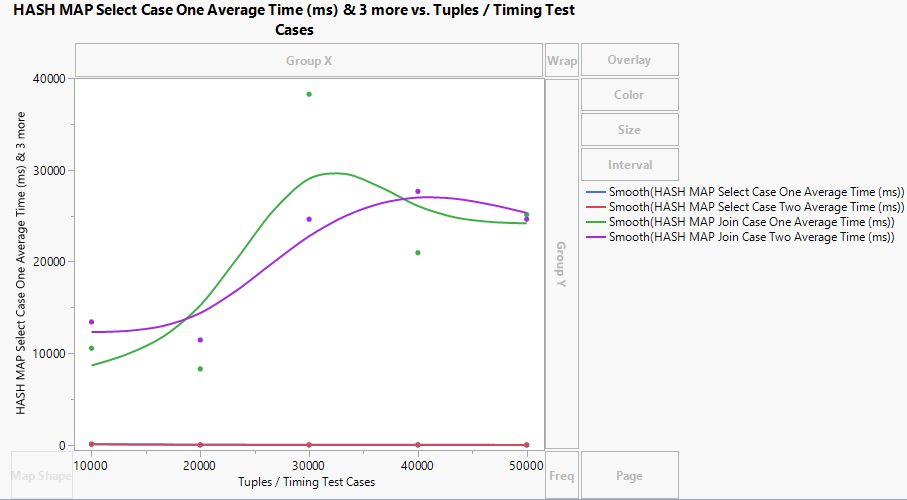 HASH MAP Select Case One Average Time (ms) & 3 more vs. Tuples / Timing Test
Cases
Group X
Wrap
Overlay
Color
Size
Interval
Smooth(HASH MAP Select Case One Average Time (ms))
Smooth(HASH MAP Select Case Two Average Time (ms))
Smooth(HASH MAP Join Case One Average Time (ms))
Smooth(HASH MAP Join Case Two Average Time (ms))
HASH MAP Select Case One Average Time (ms) & 3 more
40000
30000
20000
10000
0
Group Y
Map Shape
10000
20000
30000
40000
50000
Tuples / Timing Test Cases
Freq
Page